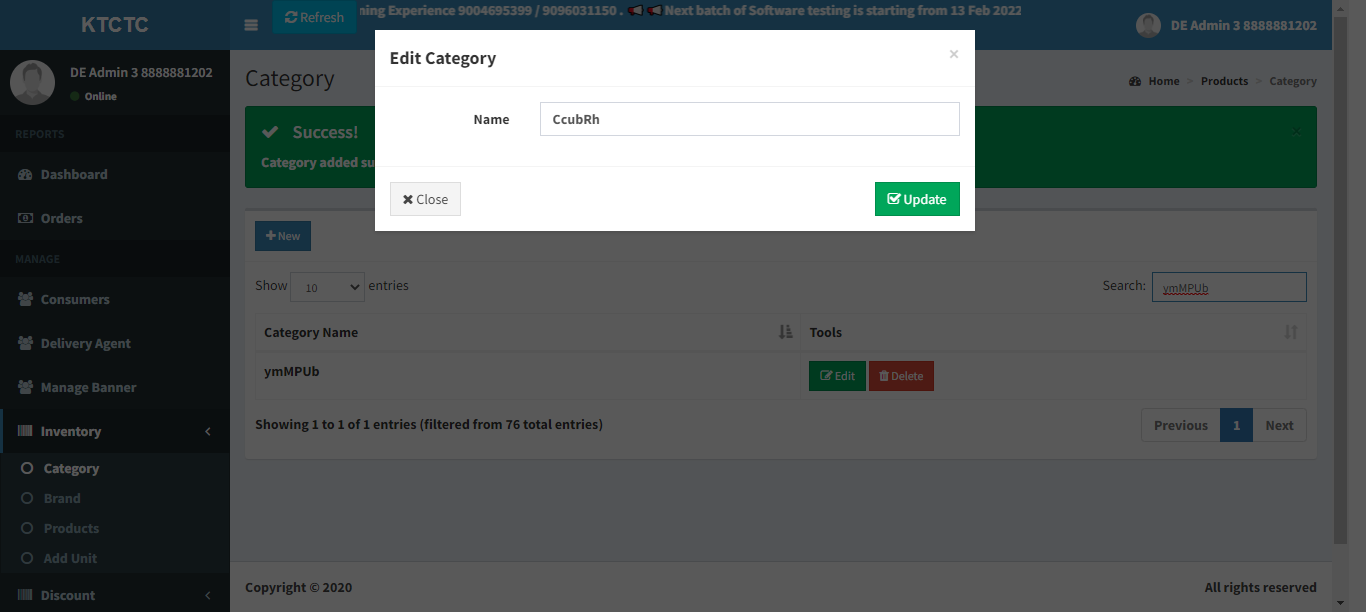 KTCTC
Refresh
ning Experience 9004695399 / 9096031150 . Next batch of Software testing is starting from 13 Feb 2022
DE Admin 3 8888881202
DE Admin 3 8888881202
Online
REPORTS
Dashboard
Orders
MANAGE
Consumers
Delivery Agent
Manage Banner
Inventory
Category
Brand
Products
Add Unit
Discount
Category
Home > Products > Category
Success!
Category added su
Edit Category
×
Name
CcubRh
Close
Update
New
Show 10 entries
Search: ymMPUb
Category Name
Tools
ymMPUb
Edit
Delete
Showing 1 to 1 of 1 entries (filtered from 76 total entries)
Previous 1 Next
Copyright © 2020
All rights reserved